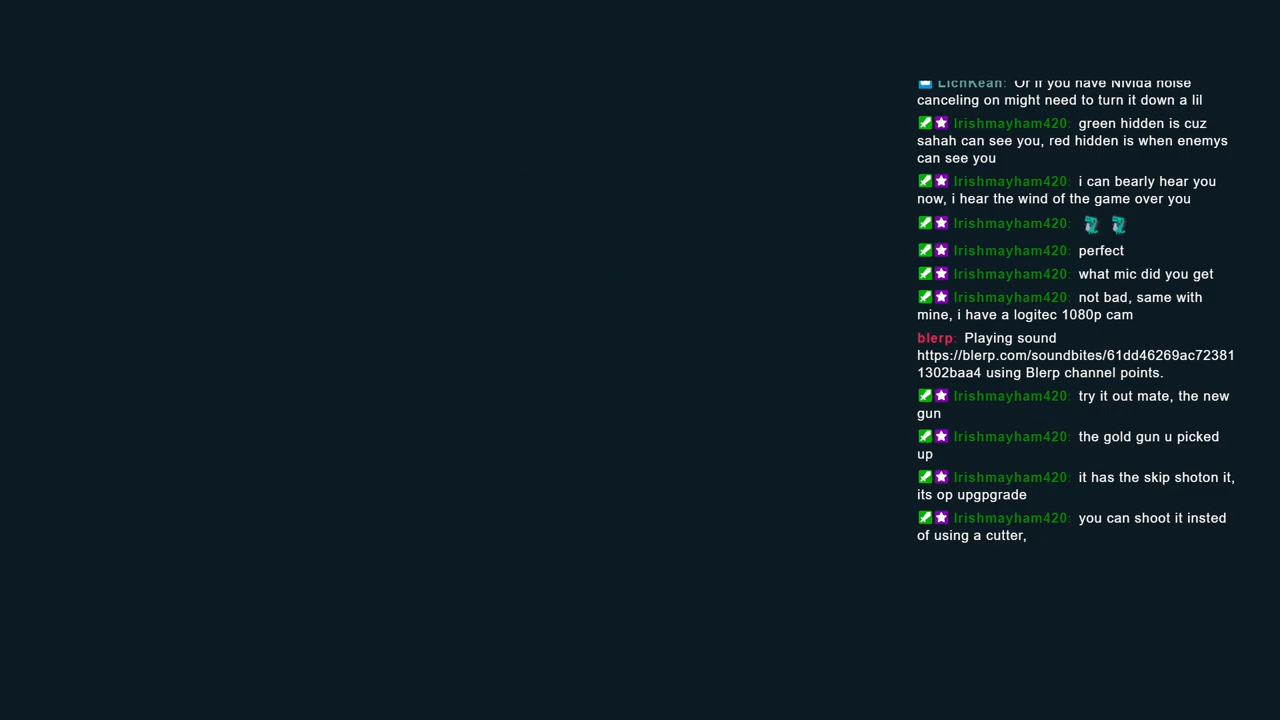 LichKean: Or if you have Nivida noise
canceling on might need to turn it down a lil
Irishmayham420: green hidden is cuz
sahah can see you, red hidden is when enemys
can see you
Irishmayham420: i can bearly hear you
now, i hear the wind of the game over you
Irishmayham420:
Irishmayham420: perfect
Irishmayham420: what mic did you get
Irishmayham420: not bad, same with
mine, i have a logitec 1080p cam
blerp: Playing sound
https://blerp.com/soundbites/61dd46269ac72381
1302baa4 using Blerp channel points.
Irishmayham420: try it out mate, the new
gun
Irishmayham420: the gold gun u picked
up
Irishmayham420: it has the skip shoton it,
its op upgpgrade
Irishmayham420: you can shoot it insted
of using a cutter,